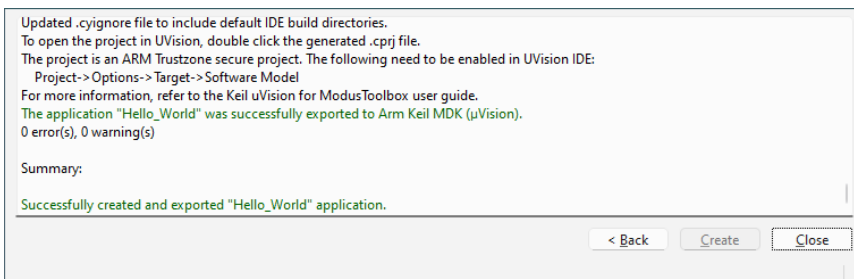 Updated .cyignore file to include default IDE build directories.
To open the project in UVision, double click the generated .cprj file.
The project is an ARM Trustzone secure project. The following need to be enabled in UVision IDE:
Project->Options->Target->Software Model
For more information, refer to the Keil uVision for ModusToolbox user guide.
The application "Hello_World" was successfully exported to Arm Keil MDK (µVision).
0 error(s), 0 warning(s)
Summary:
Successfully created and exported "Hello_World" application.
< Back Create Close